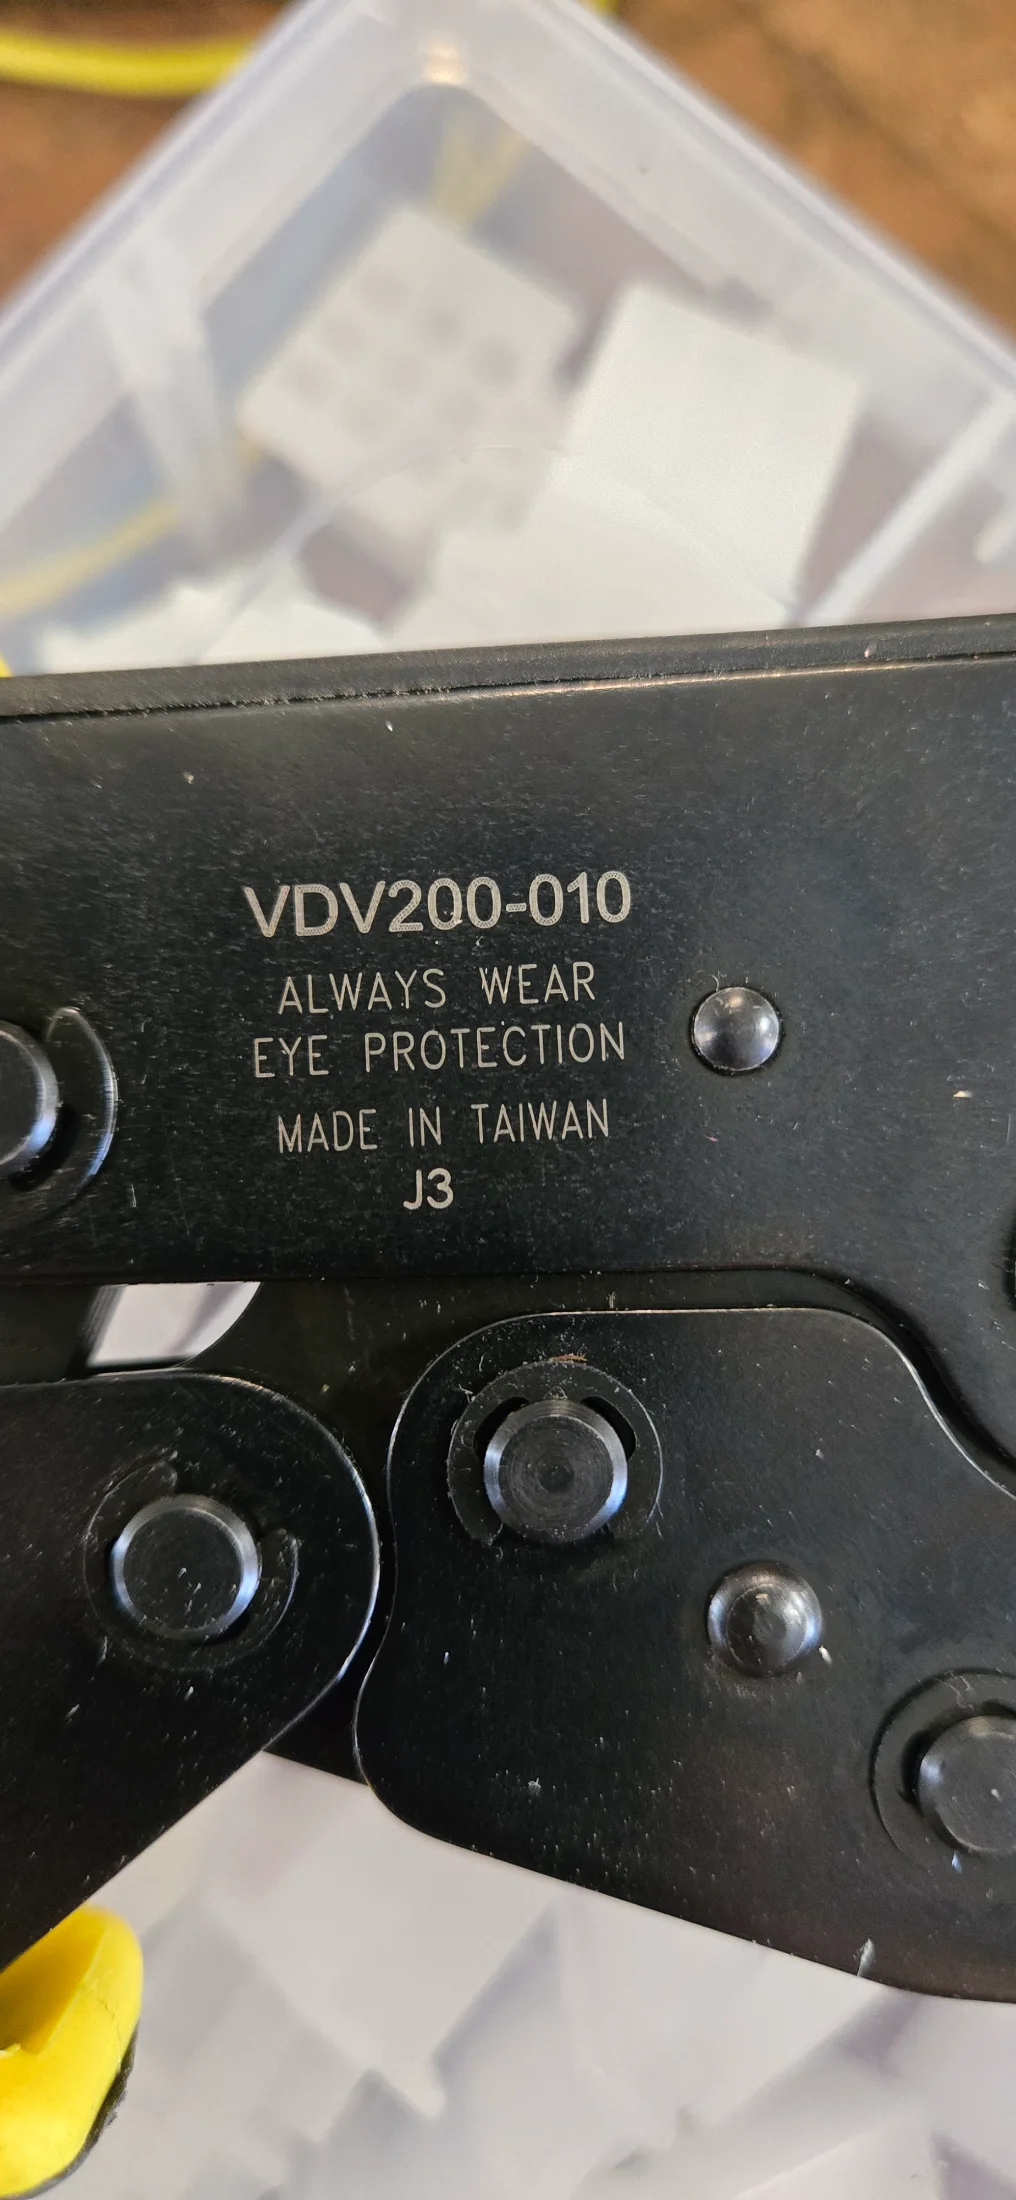 VDV200-010
ALWAYS WEAR
EYE PROTECTION
MADE IN TAIWAN
J3